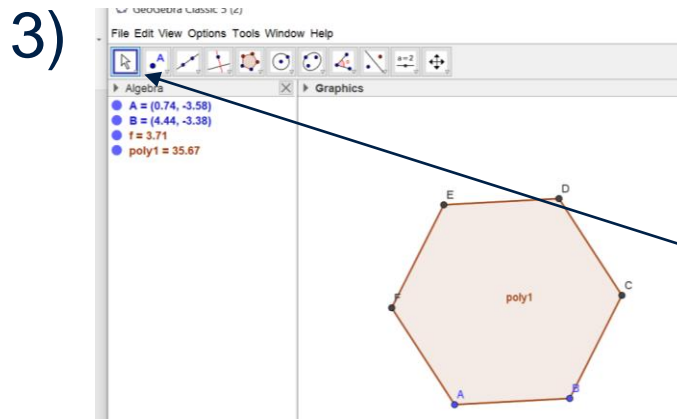 3)
GeoGebra Classic 5 (2)
File Edit View Options Tools Window Help
A
a=2
Algebra
Graphics
A = (0.74, -3.58)
B = (4.44, -3.38)
f = 3.71
poly1 = 35.67
E
D
F
poly1
C
A
B